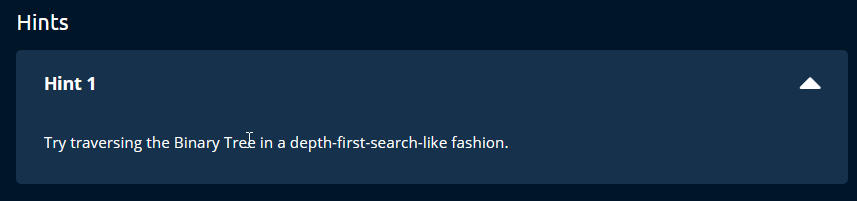 Hints
Hint 1
Try traversing the Binary Tree in a depth-first-search-like fashion.